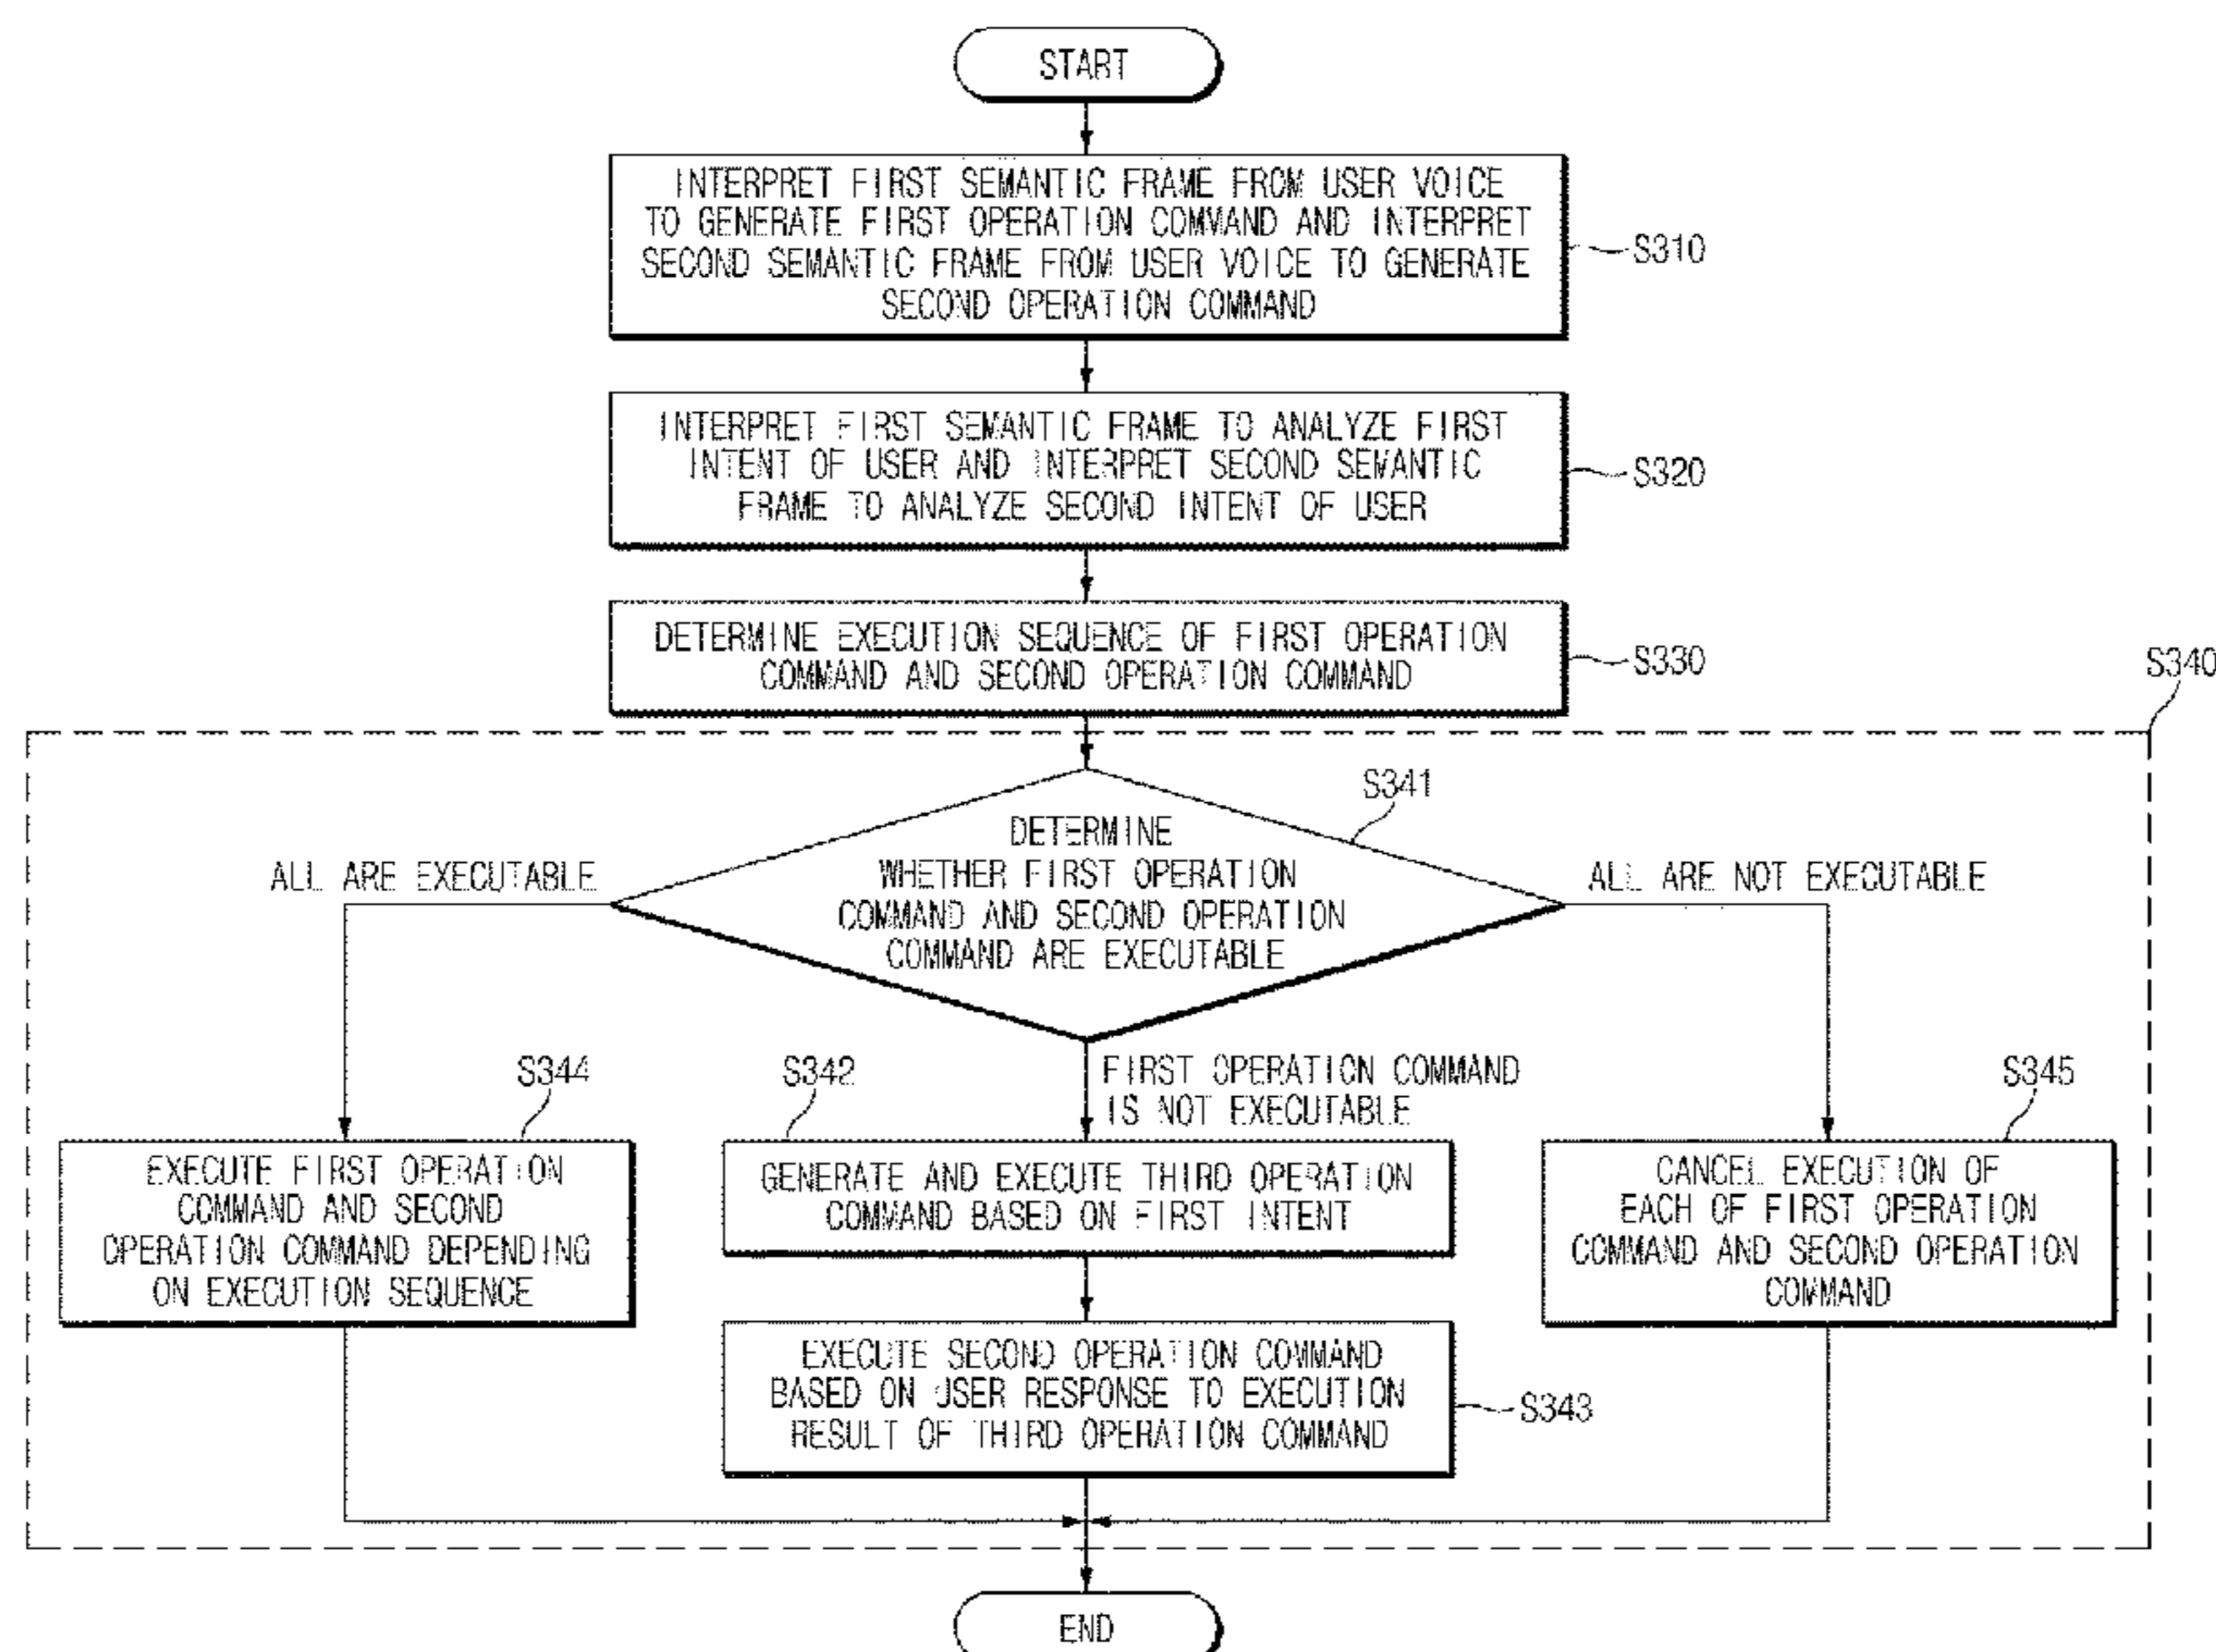 START
INTERPRET FIRST SEMANTIC FRAME FROM USER VOICE
TO GENERATE FIRST OPERATION COMMAND AND INTERPRET
SECOND SEMANTIC FRAME FROM USER VOICE TO GENERATE
SECOND OPERATION COMMAND
S310
INTERPRET FIRST SEMANTIC FRAME TO ANALYZE FIRST
INTENT OF USER AND INTERPRET SECOND SEMANTIC
FRAME TO ANALYZE SECOND INTENT OF USER
S320
DETERMINE EXECUTION SEQUENCE OF FIRST OPERATION
COMMAND AND SECOND OPERATION COMMAND
S330
S340
S341
DETERMINE
WHETHER FIRST OPERATION
COMMAND AND SECOND OPERATION
COMMAND ARE EXECUTABLE
ALL ARE EXECUTABLE
ALL ARE NOT EXECUTABLE
FIRST OPERATION COMMAND
IS NOT EXECUTABLE
S344
EXECUTE FIRST OPERATION
COMMAND AND SECOND
OPERATION COMMAND DEPENDING
ON EXECUTION SEQUENCE
S342
GENERATE AND EXECUTE THIRD OPERATION
COMMAND BASED ON FIRST INTENT
S345
CANCEL EXECUTION OF
EACH OF FIRST OPERATION
COMMAND AND SECOND OPERATION
COMMAND
EXECUTE SECOND OPERATION COMMAND
BASED ON USER RESPONSE TO EXECUTION
RESULT OF THIRD OPERATION COMMAND
S343
END